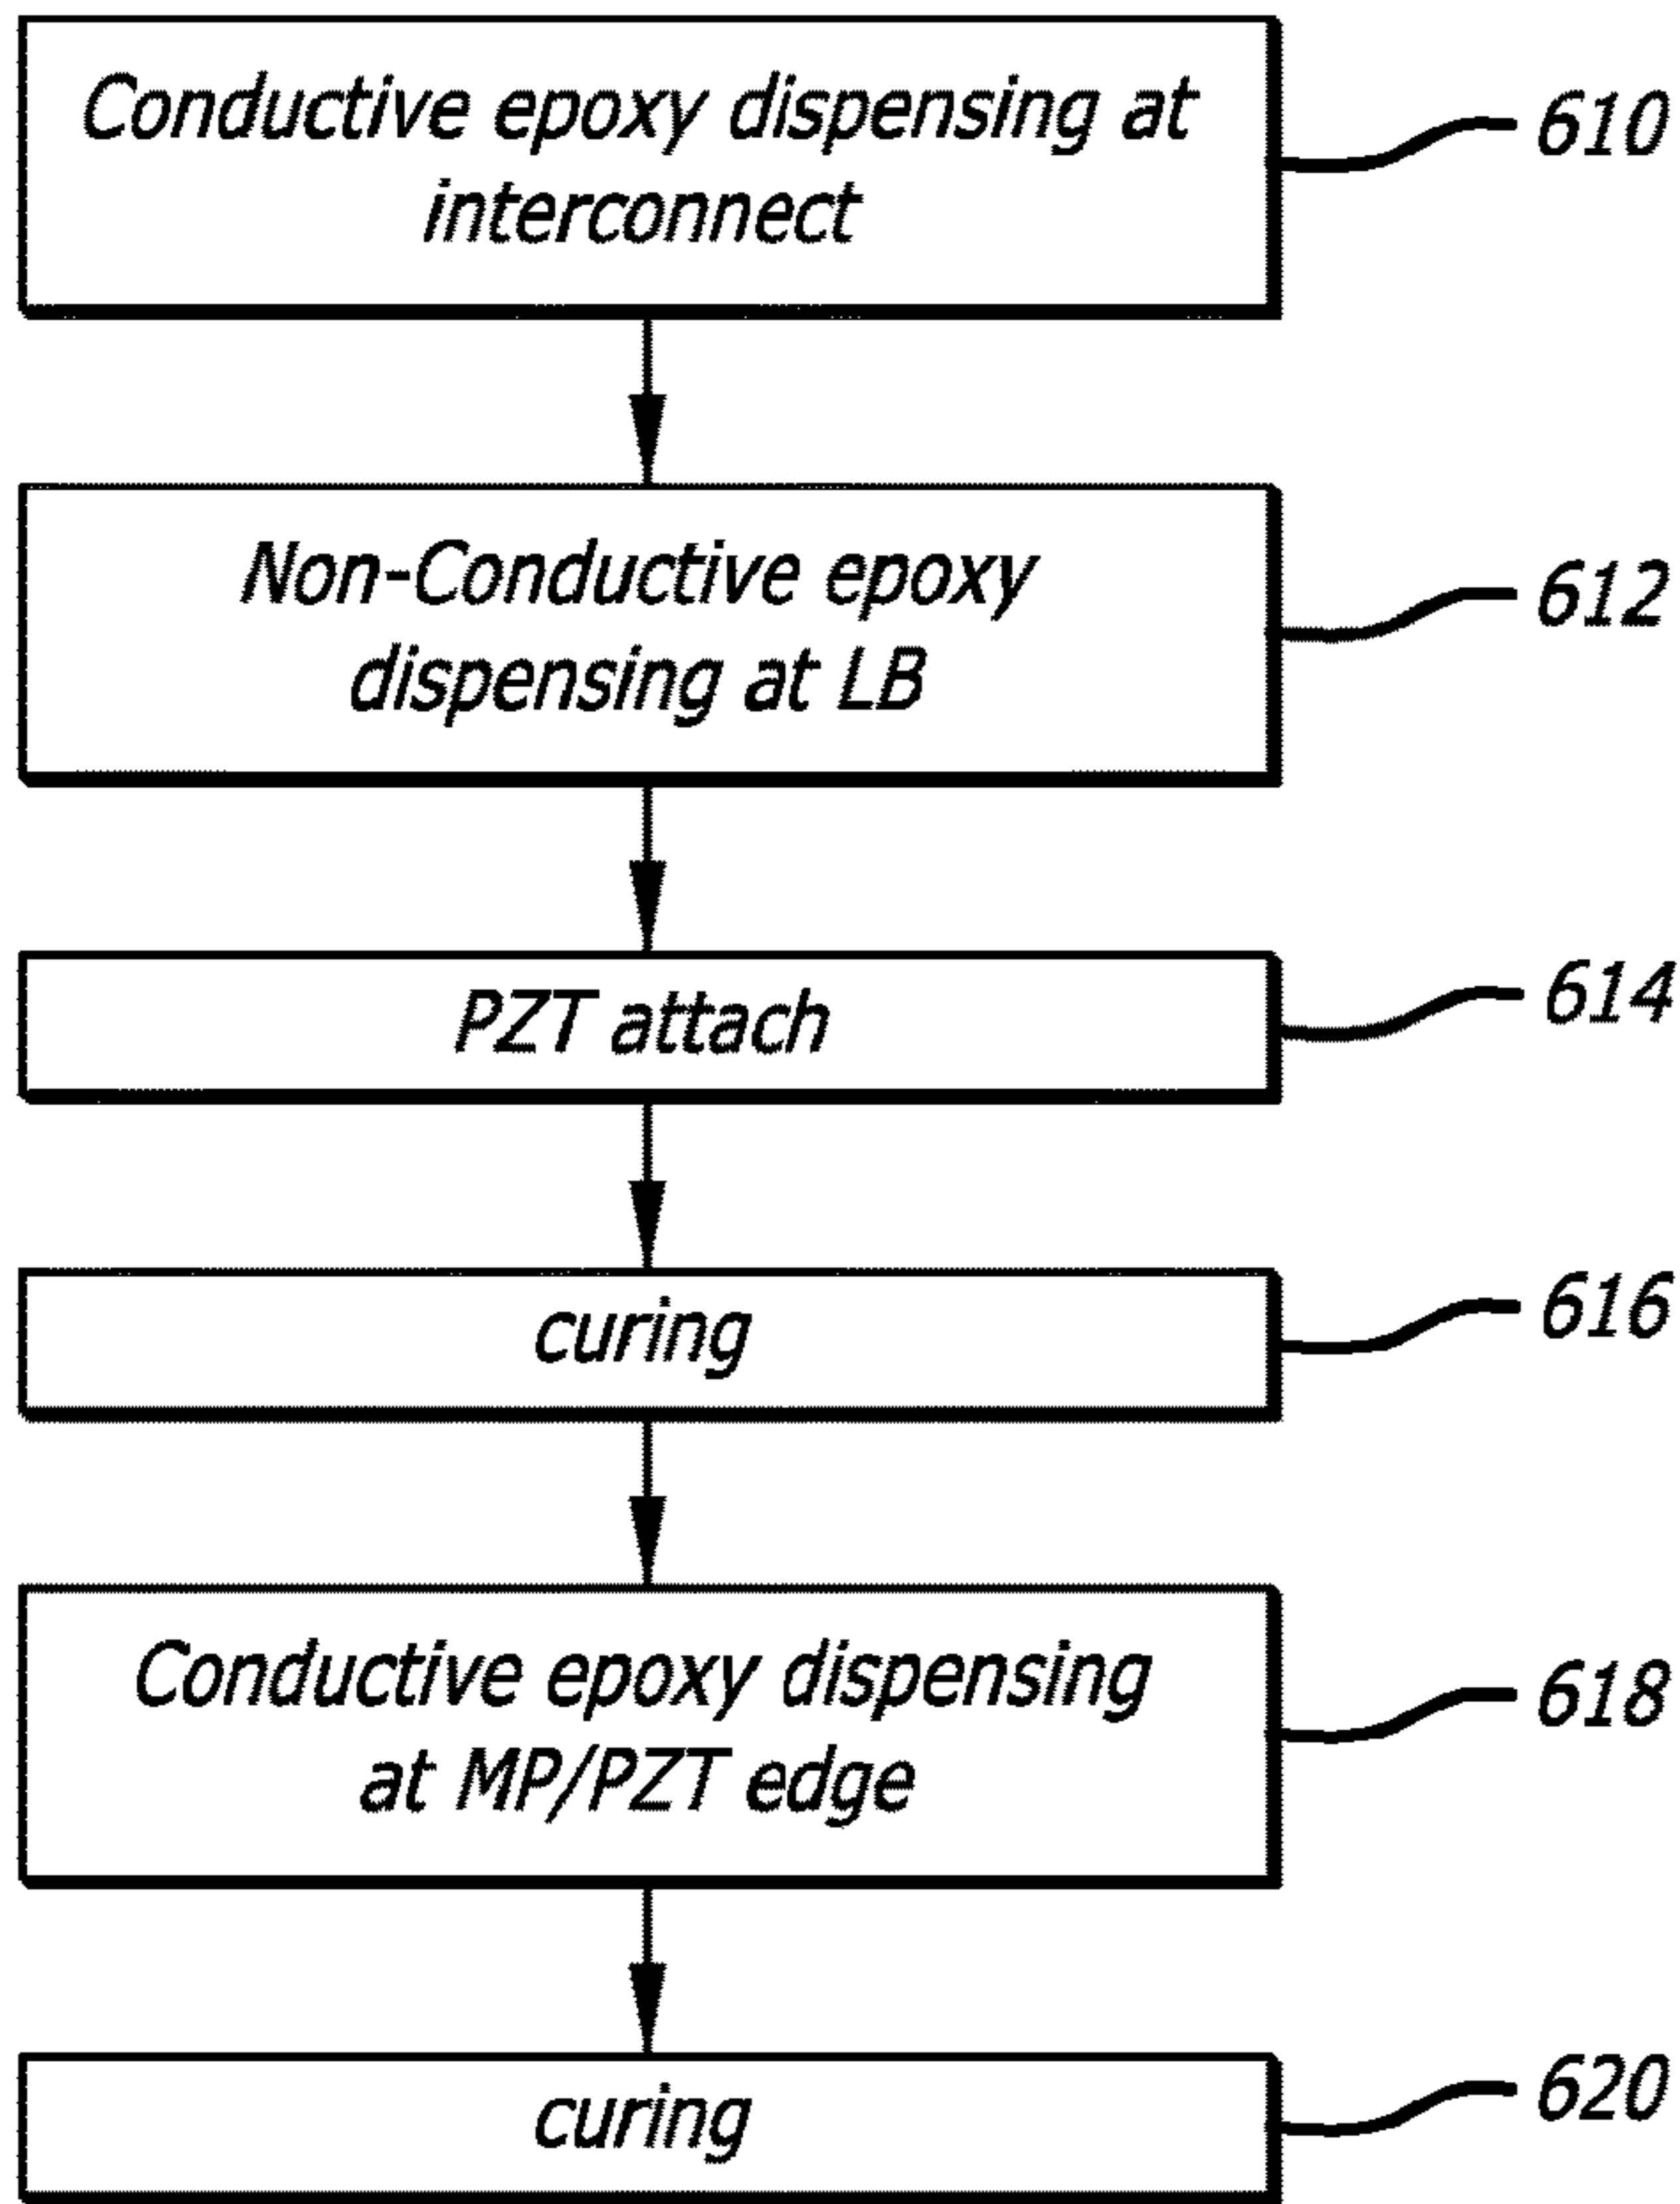 Conductive epoxy dispensing at
interconnect
610
Non-Conductive epoxy
dispensing at LB
612
PZT attach
614
curing
616
Conductive epoxy dispensing
at MP/PZT edge
618
curing
620